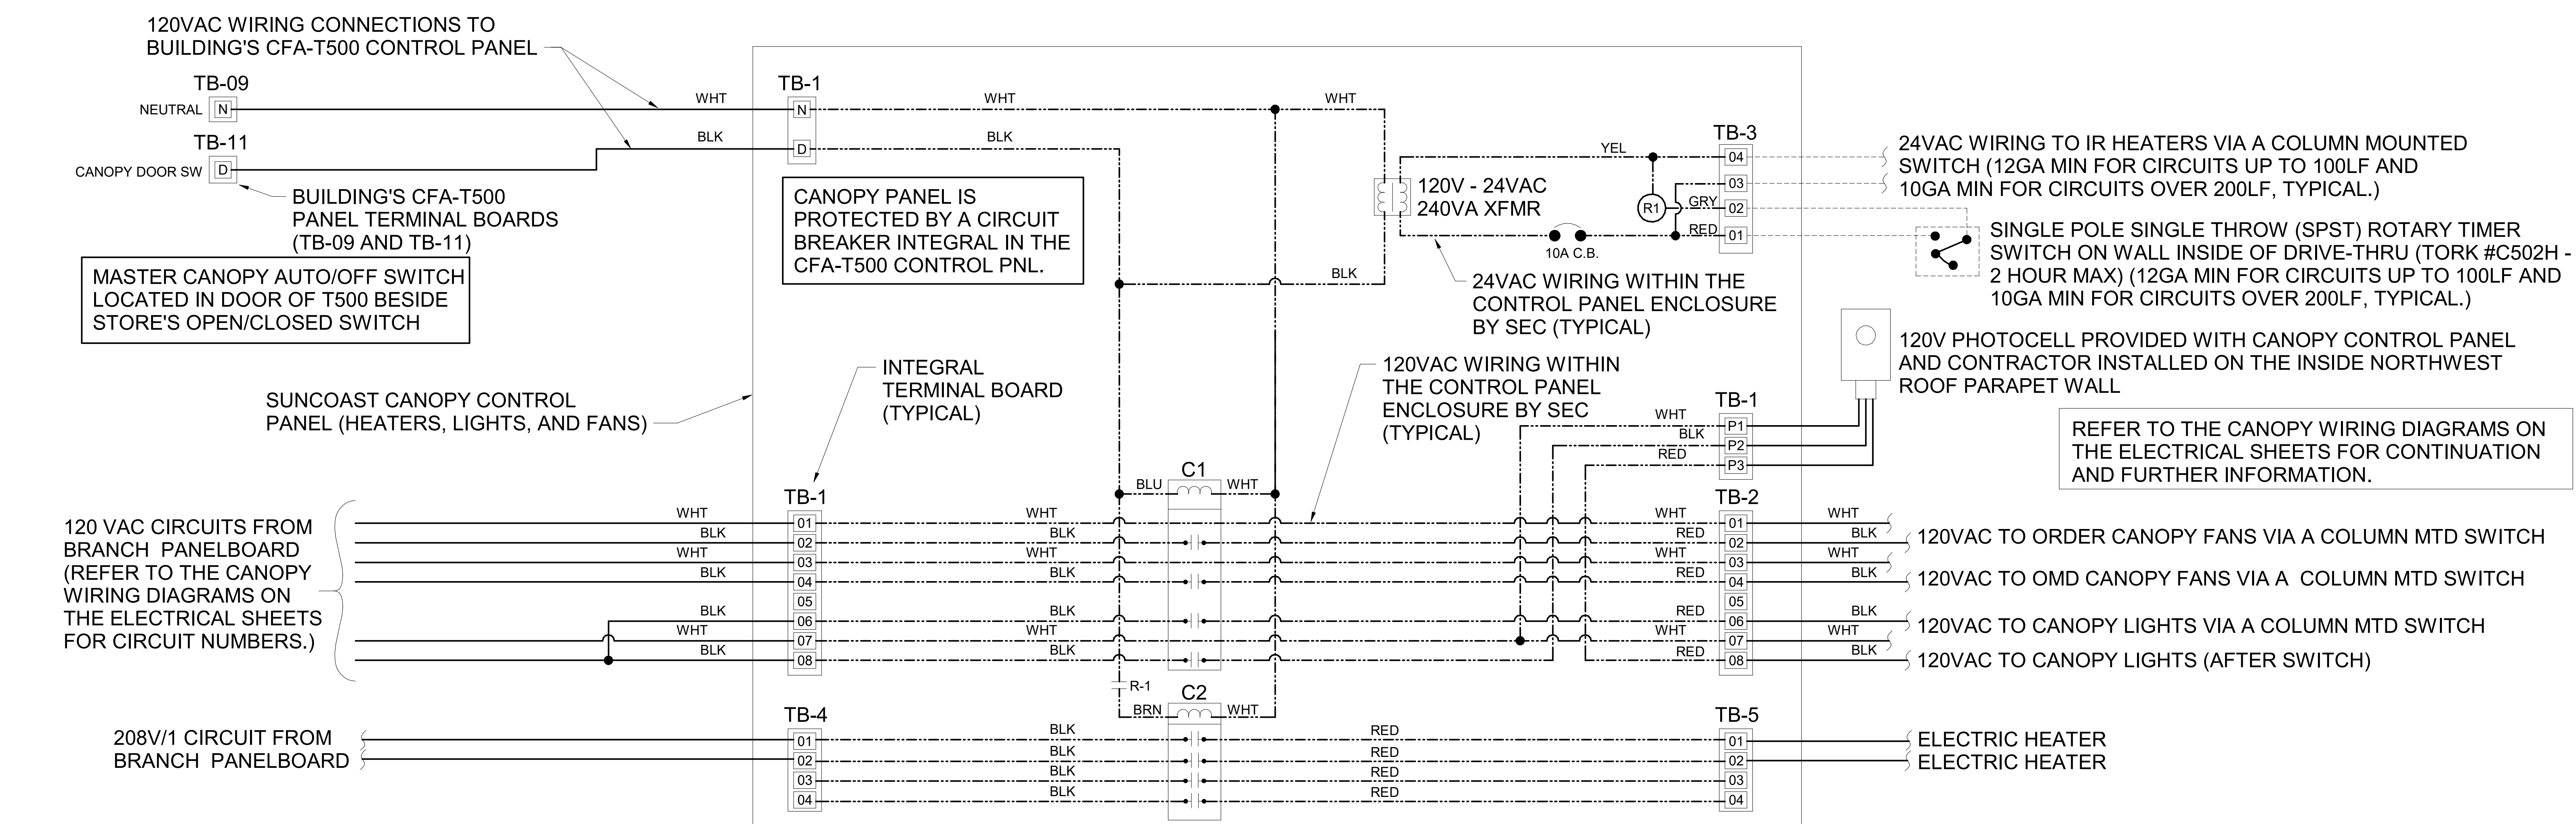 120VAC WIRING CONNECTIONS TO
BUILDING'S CFA-T500 CONTROL PANEL
TB-09
NEUTRAL N
WHT
TB-11
CANOPY DOOR SW D
BLK
BUILDING'S CFA-T500
PANEL TERMINAL BOARDS
(TB-09 AND TB-11)
MASTER CANOPY AUTO/OFF SWITCH
LOCATED IN DOOR OF T500 BESIDE
STORE'S OPEN/CLOSED SWITCH
TB-1
N
WHT
WHT
D
BLK
CANOPY PANEL IS
PROTECTED BY A CIRCUIT
BREAKER INTEGRAL IN THE
CFA-T500 CONTROL PNL.
120V - 24VAC
240VA XFMR
BLK
YEL
R1
GRY
RED
10A C.B.
TB-3
04
03
02
01
24VAC WIRING WITHIN THE
CONTROL PANEL ENCLOSURE
BY SEC (TYPICAL)
24VAC WIRING TO IR HEATERS VIA A COLUMN MOUNTED
SWITCH (12GA MIN FOR CIRCUITS UP TO 100LF AND
10GA MIN FOR CIRCUITS OVER 200LF, TYPICAL.)
SINGLE POLE SINGLE THROW (SPST) ROTARY TIMER
SWITCH ON WALL INSIDE OF DRIVE-THRU (TORK #C502H -
2 HOUR MAX) (12GA MIN FOR CIRCUITS UP TO 100LF AND
10GA MIN FOR CIRCUITS OVER 200LF, TYPICAL.)
120V PHOTOCELL PROVIDED WITH CANOPY CONTROL PANEL
AND CONTRACTOR INSTALLED ON THE INSIDE NORTHWEST
ROOF PARAPET WALL
REFER TO THE CANOPY WIRING DIAGRAMS ON
THE ELECTRICAL SHEETS FOR CONTINUATION
AND FURTHER INFORMATION.
SUNCOAST CANOPY CONTROL
PANEL (HEATERS, LIGHTS, AND FANS)
INTEGRAL
TERMINAL BOARD
(TYPICAL)
120VAC WIRING WITHIN
THE CONTROL PANEL
ENCLOSURE BY SEC
(TYPICAL)
TB-1
WHT P1
BLK P2
RED P3
C1
BLU WHT
120 VAC CIRCUITS FROM
BRANCH PANELBOARD
(REFER TO THE CANOPY
WIRING DIAGRAMS ON
THE ELECTRICAL SHEETS
FOR CIRCUIT NUMBERS.)
TB-1
TB-2
WHT 01 WHT WHT 01 WHT
BLK 02 BLK RED 02 BLK
120VAC TO ORDER CANOPY FANS VIA A COLUMN MTD SWITCH
WHT 03 WHT WHT 03 WHT
BLK 04 BLK RED 04 BLK
120VAC TO OMD CANOPY FANS VIA A COLUMN MTD SWITCH
05 05
BLK 06 BLK RED 06 BLK
120VAC TO CANOPY LIGHTS VIA A COLUMN MTD SWITCH
WHT 07 WHT WHT 07 WHT
BLK 08 BLK RED 08 BLK
120VAC TO CANOPY LIGHTS (AFTER SWITCH)
R-1
C2
BRN WHT
208V/1 CIRCUIT FROM
BRANCH PANELBOARD
TB-4
TB-5
01 BLK RED 01 ELECTRIC HEATER
02 BLK RED 02 ELECTRIC HEATER
03 BLK RED 03
04 BLK RED 04